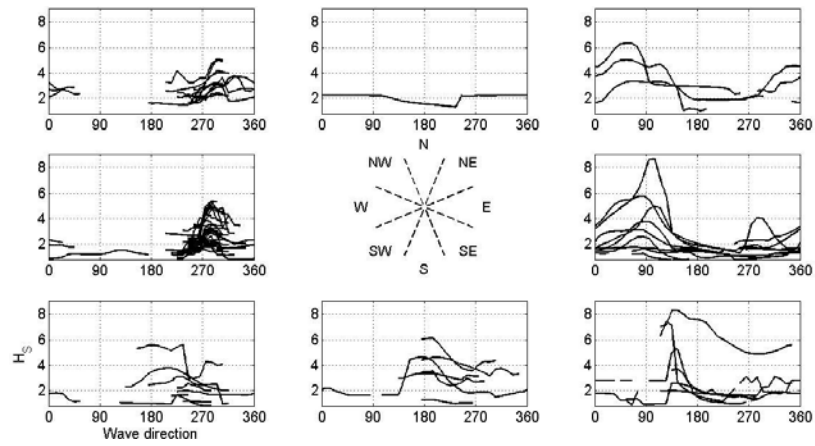 8 8 8
6 6 6
4 4 4
2 2 2
0 90 180 270 360 0 90 180 270 360 0 90 180 270 360
N
8 NW NE 8
6 6
4 W E 4
2 SW SE 2
0 90 180 270 360 S 0 90 180 270 360
8 8 8
6 6 6
H_S 4 4 4
2 2 2
0 90 180 270 360 0 90 180 270 360 0 90 180 270 360
Wave direction